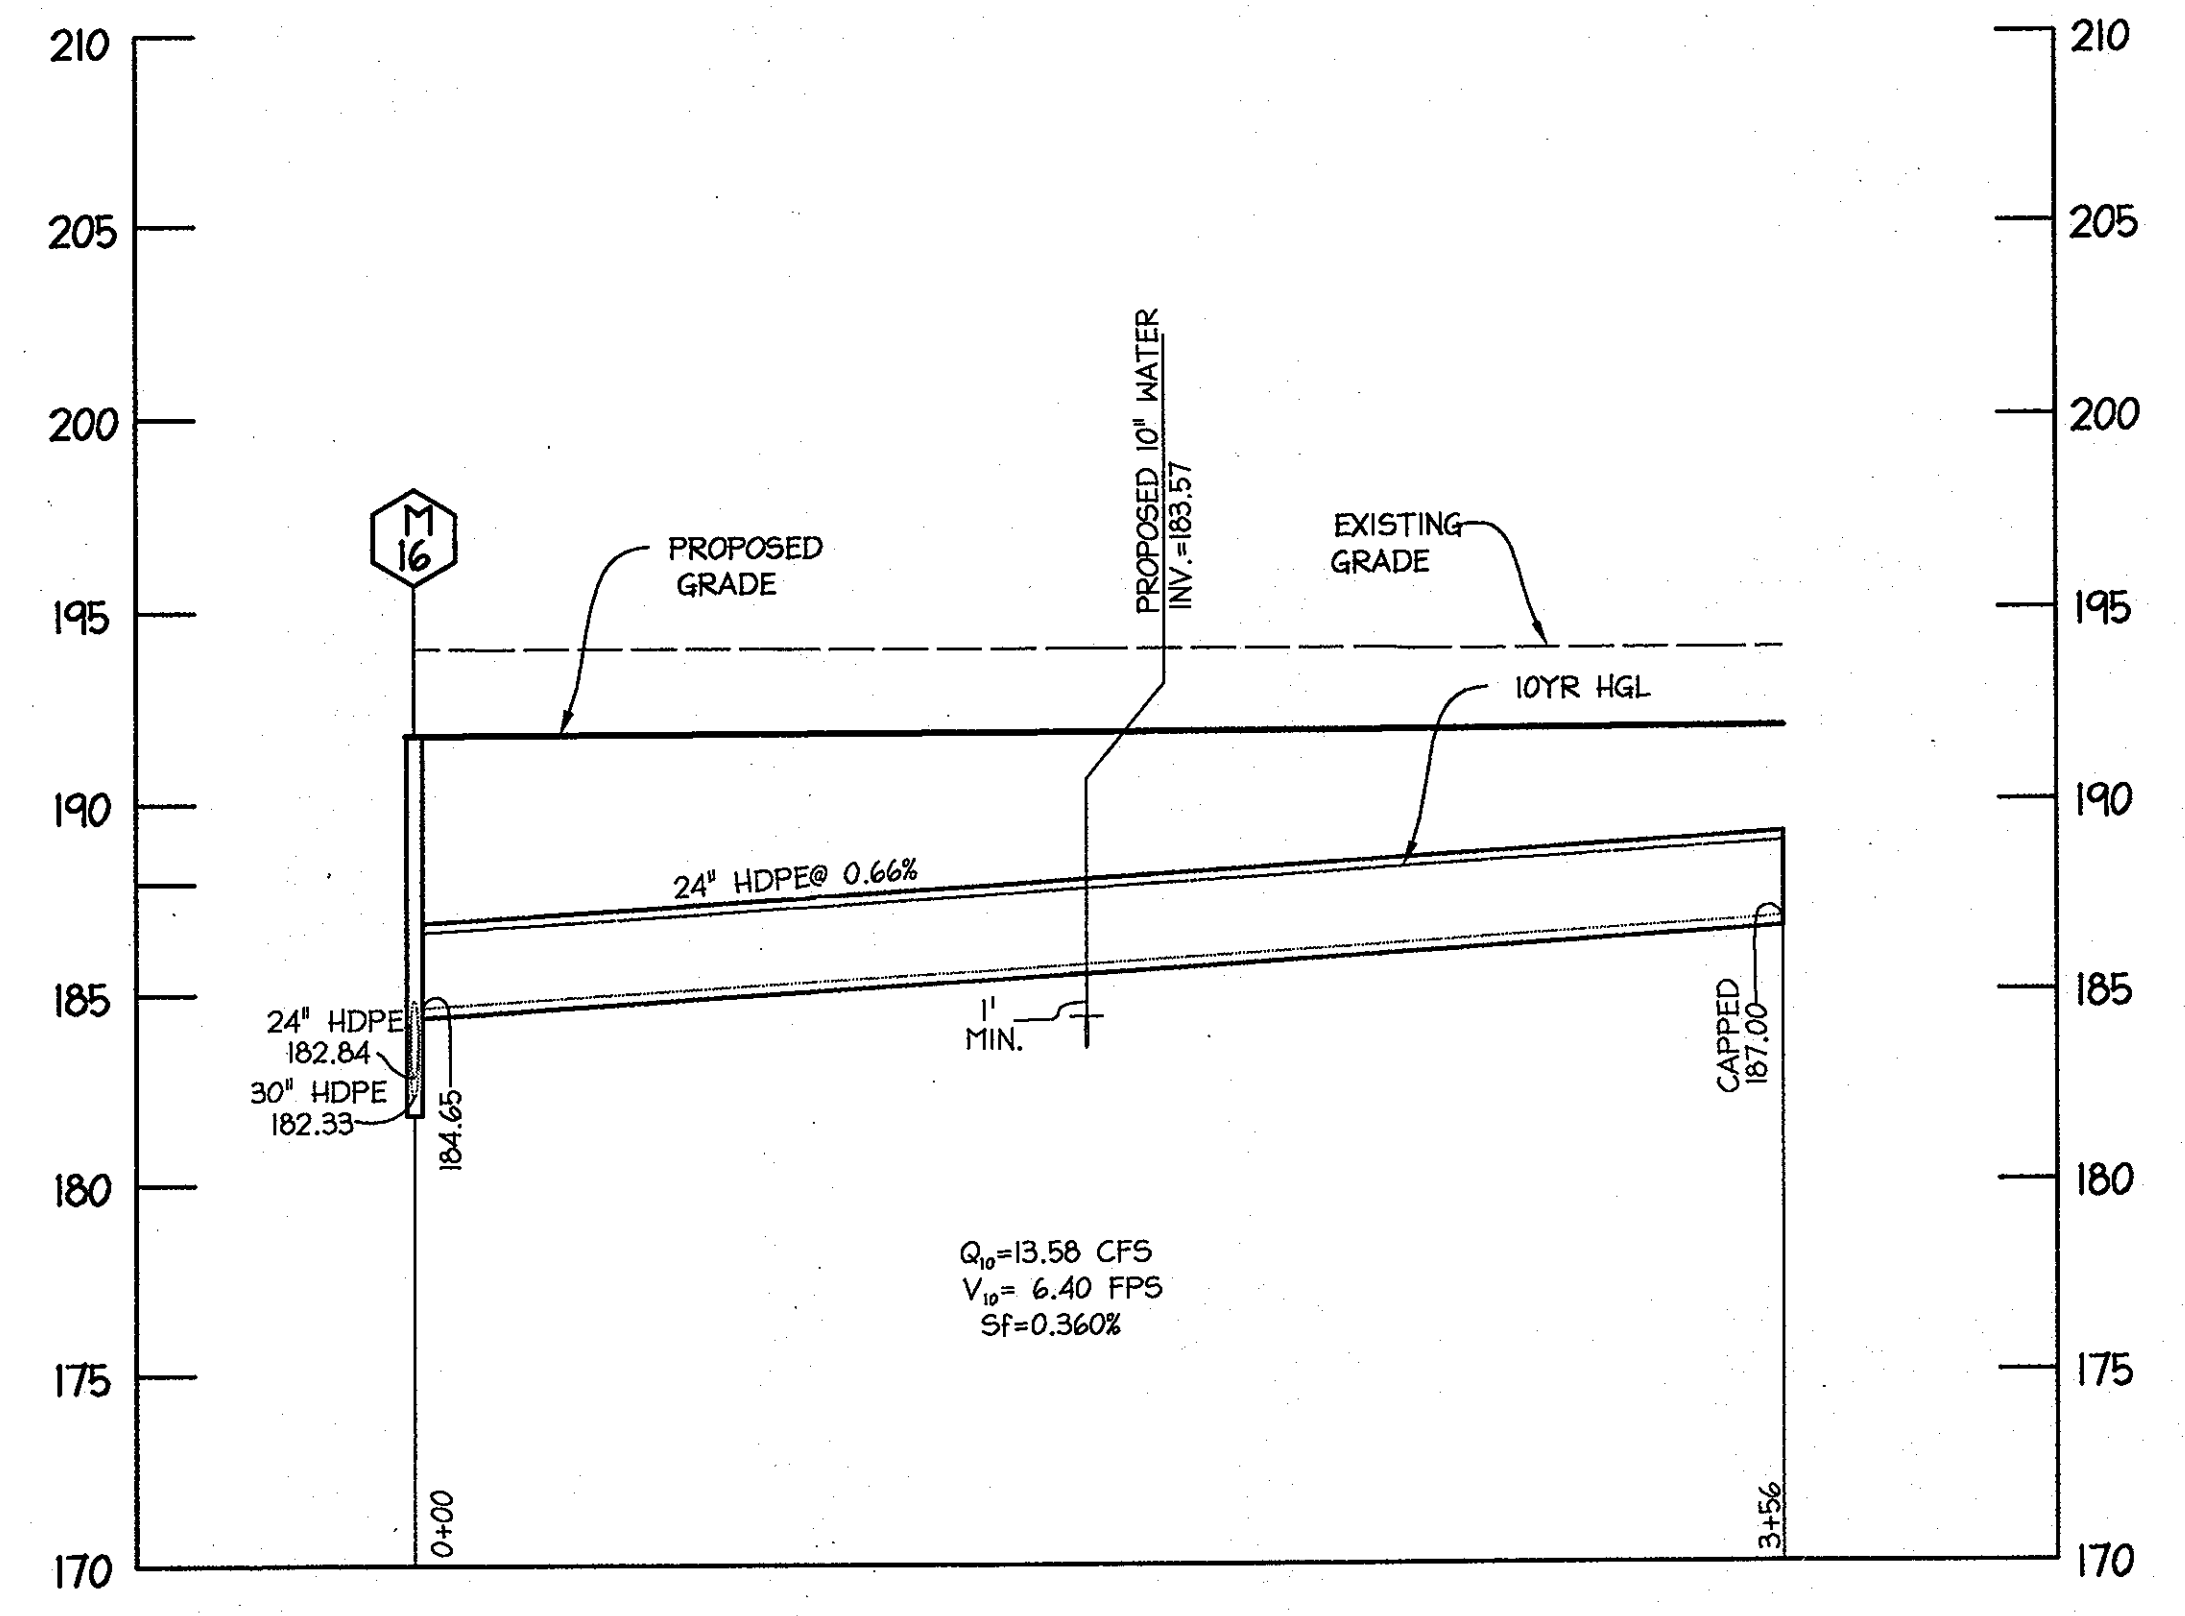 210
210
205
205
200
200
195
195
190
190
185
185
180
180
175
175
170
170
M
16
PROPOSED
GRADE
PROPOSED 10" WATER
INV.=183.57
EXISTING
GRADE
10YR HGL
24" HDPE@ 0.66%
24" HDPE
182.84
30" HDPE
182.33
184.65
1'
MIN.
CAPPED
187.00
Q10=13.58 CFS
V10= 6.40 FPS
Sf=0.360%
0+00
3+56